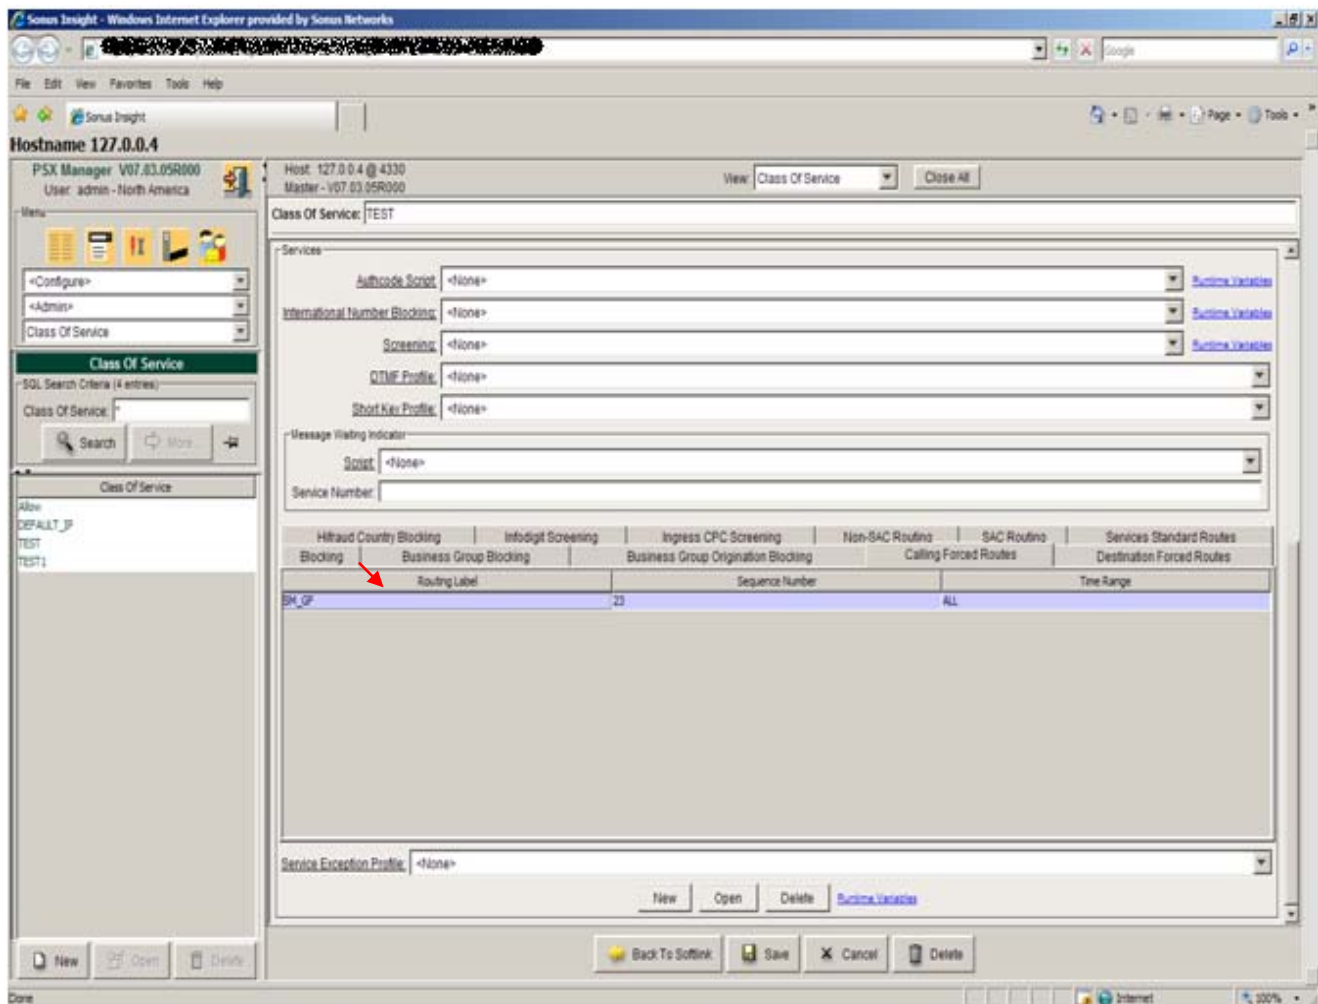 Sonus Insight - Windows Internet Explorer provided by Sonus Networks
Google
File Edit View Favorites Tools Help
Sonus Insight
Page Tools
Hostname 127.0.0.4
PSX Manager V07.03.05R000
User: admin - North America
Host: 127.0.0.4 @ 4330
Master - V07.03.05R000
View: Class Of Service Close All
Menu
<Configure>
<Admin>
Class Of Service
Class Of Service
SQL Search Criteria (4 entries)
Class Of Service: *
Search More
Class Of Service
Allow
DEFAULT_IP
TEST
TEST1
New Open Delete
Class Of Service: TEST
Services
Authcode Script: <None> Runtime Variables
International Number Blocking: <None> Runtime Variables
Screening: <None> Runtime Variables
DTMF Profile: <None>
Short Key Profile: <None>
Message Waiting Indicator
Script: <None>
Service Number:
Hifraud Country Blocking Infodigit Screening Ingress CPC Screening Non-SAC Routing SAC Routing Services Standard Routes
Blocking Business Group Blocking Business Group Origination Blocking Calling Forced Routes Destination Forced Routes
Routing Label Sequence Number Time Range
SM_GF 23 ALL
Service Exception Profile: <None>
New Open Delete Runtime Variables
Back To Softlink Save Cancel Delete
Done Internet 100%